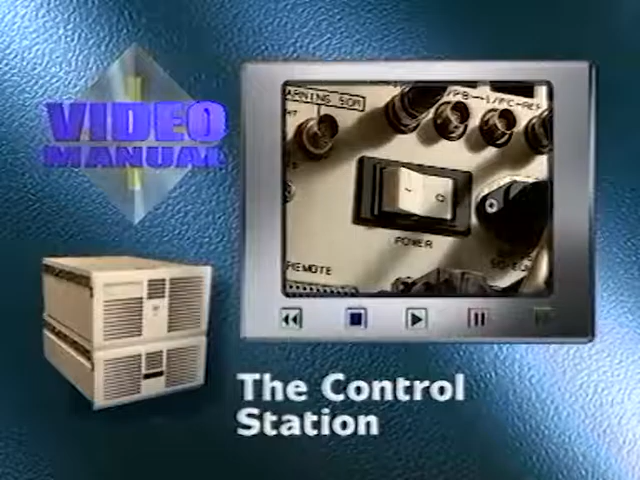 VIDEO
MANUAL
POWER
REMOTE
The Control
Station